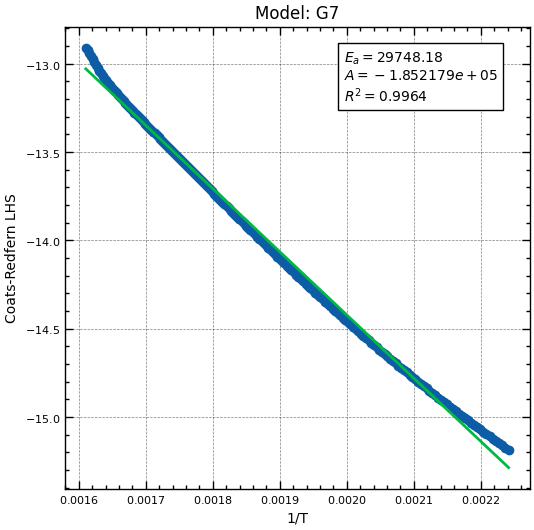 Model: G7
E_a = 29748.18
A = −1.852179e + 05
R² = 0.9964
Coats-Redfern LHS
−13.0
−13.5
−14.0
−14.5
−15.0
0.0016 0.0017 0.0018 0.0019 0.0020 0.0021 0.0022
1/T